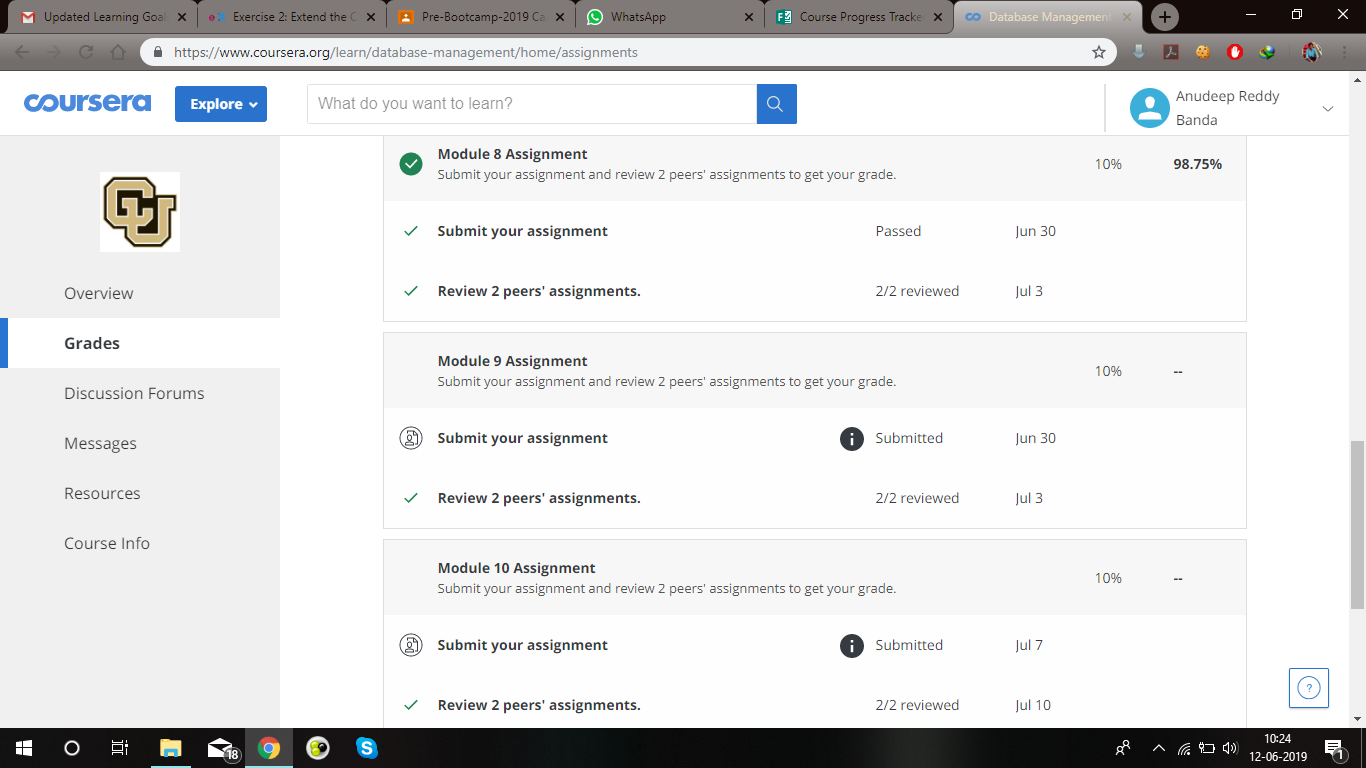 Updated Learning Goal
Exercise 2: Extend the C
Pre-Bootcamp-2019 Ca
WhatsApp
Course Progress Tracke
Database Management
https://www.coursera.org/learn/database-management/home/assignments
coursera
Explore
What do you want to learn?
Anudeep Reddy
Banda
CU
Overview
Grades
Discussion Forums
Messages
Resources
Course Info
Module 8 Assignment
Submit your assignment and review 2 peers' assignments to get your grade.
10% 98.75%
Submit your assignment Passed Jun 30
Review 2 peers' assignments. 2/2 reviewed Jul 3
Module 9 Assignment
Submit your assignment and review 2 peers' assignments to get your grade.
10% --
Submit your assignment Submitted Jun 30
Review 2 peers' assignments. 2/2 reviewed Jul 3
Module 10 Assignment
Submit your assignment and review 2 peers' assignments to get your grade.
10% --
Submit your assignment Submitted Jul 7
Review 2 peers' assignments. 2/2 reviewed Jul 10
?
18
10:24
12-06-2019
1